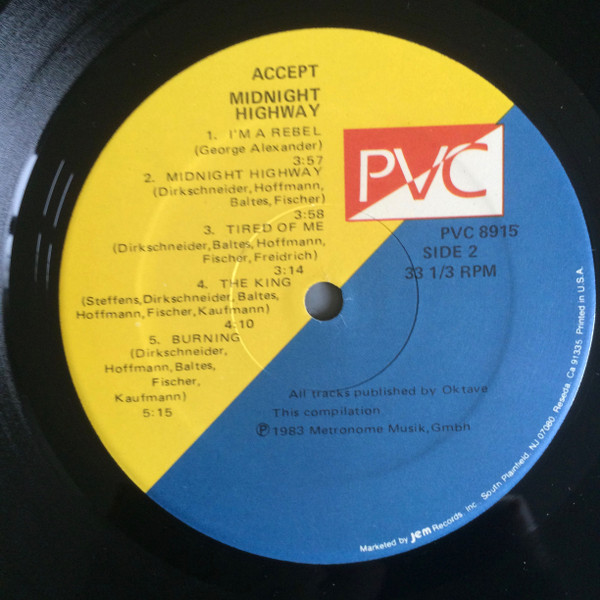 ACCEPT
MIDNIGHT
HIGHWAY
1. I'M A REBEL
(George Alexander)
3:57
2. MIDNIGHT HIGHWAY
(Dirkschneider, Hoffmann,
Baltes, Fischer)
3:58
3. TIRED OF ME
(Dirkschneider, Baltes, Hoffmann,
Fischer, Freidrich)
3:14
4. THE KING
(Steffens, Dirkschneider, Baltes,
Hoffmann, Fischer, Kaufmann)
4:10
5. BURNING
(Dirkschneider,
Hoffmann, Baltes,
Fischer,
Kaufmann)
5:15
PVC
PVC 8915
SIDE 2
33 1/3 RPM
All tracks published by Oktave
This compilation
Ⓟ1983 Metronome Musik, Gmbh
Marketed by Jem Records, Inc. South Plainfield, NJ 07080 Reseda, Ca 91335 Printed in U.S.A.